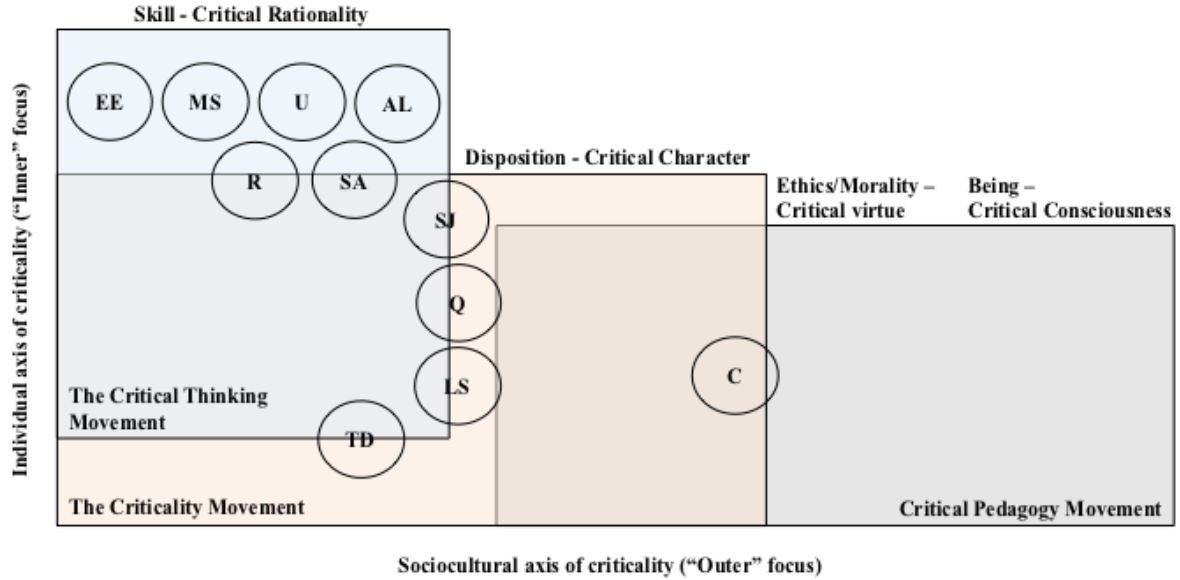 Skill - Critical Rationality
Individual axis of criticality (“Inner” focus)
EE
MS
U
AL
R
SA
Disposition - Critical Character
Ethics/Morality –
Critical virtue
Being –
Critical Consciousness
SJ
Q
LS
C
The Critical Thinking
Movement
TD
The Criticality Movement
Critical Pedagogy Movement
Sociocultural axis of criticality (“Outer” focus)